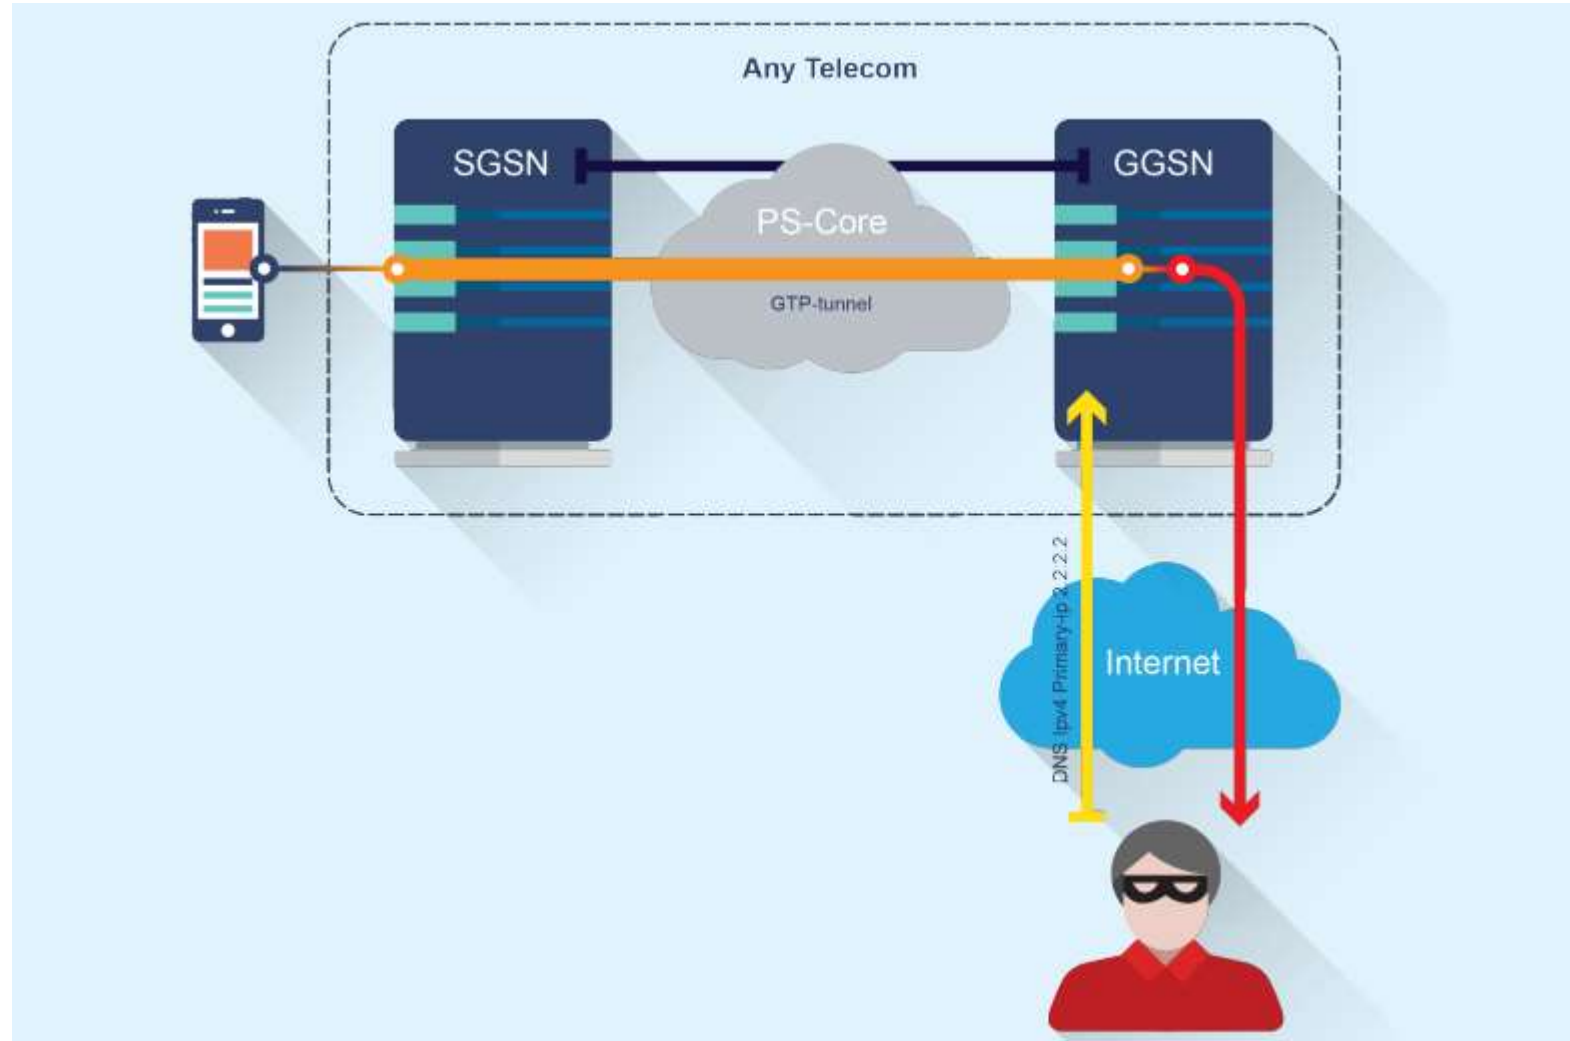 Any Telecom
SGSN
GGSN
PS-Core
GTP-tunnel
DNS Ipv4 Primary-ip 2.2.2.2
Internet